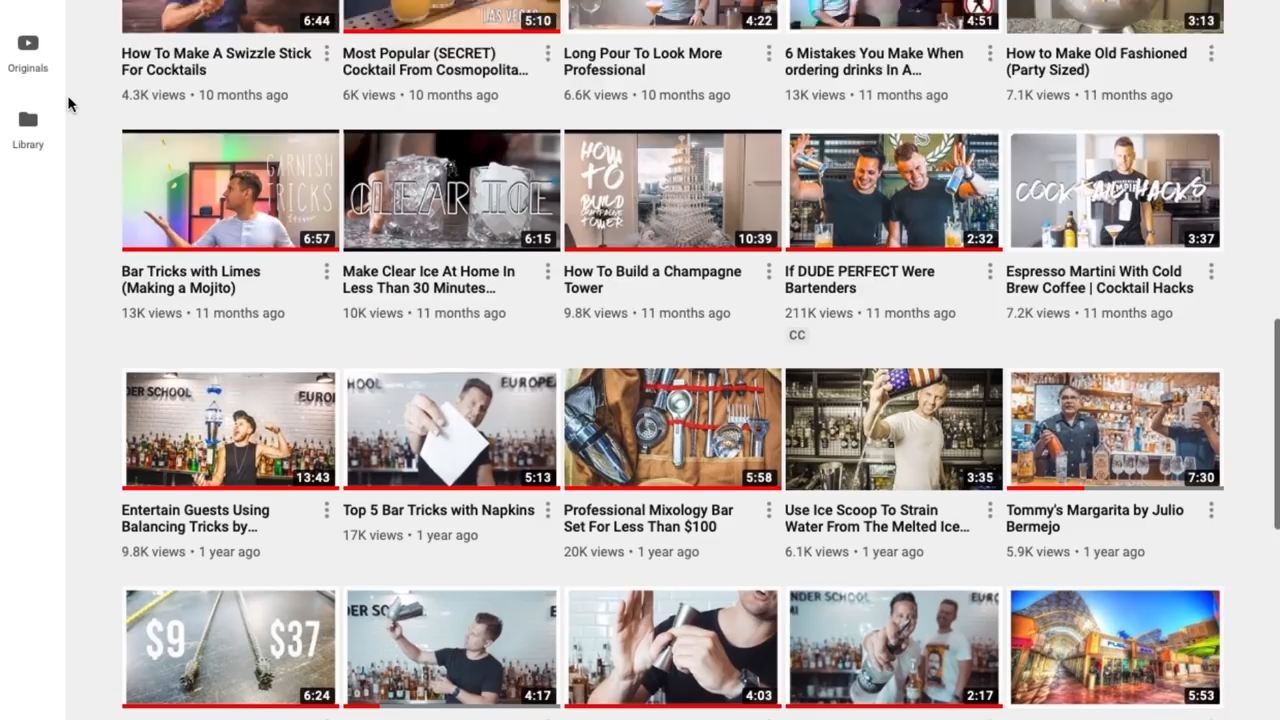 LAS VEGAS
6:44
5:10
4:22
4:51
3:13
Originals
How To Make A Swizzle Stick
For Cocktails
4.3K views • 10 months ago
Most Popular (SECRET)
Cocktail From Cosmopolita...
6K views • 10 months ago
Long Pour To Look More
Professional
6.6K views • 10 months ago
6 Mistakes You Make When
ordering drinks In A...
13K views • 11 months ago
How to Make Old Fashioned
(Party Sized)
7.1K views • 11 months ago
Library
GARNISH
TRICKS
6:57
CLEAR ICE
6:15
HOW
TO
BUILD
CHAMPAGNE
TOWER
10:39
2:32
COCKTAIL HACKS
3:37
Bar Tricks with Limes
(Making a Mojito)
13K views • 11 months ago
Make Clear Ice At Home In
Less Than 30 Minutes...
10K views • 11 months ago
How To Build a Champagne
Tower
9.8K views • 11 months ago
If DUDE PERFECT Were
Bartenders
211K views • 11 months ago
CC
Espresso Martini With Cold
Brew Coffee | Cocktail Hacks
7.2K views • 11 months ago
DER SCHOOL
EURO
13:43
HOOL
EUROPEA
5:13
5:58
3:35
7:30
Entertain Guests Using
Balancing Tricks by...
9.8K views • 1 year ago
Top 5 Bar Tricks with Napkins
17K views • 1 year ago
Professional Mixology Bar
Set For Less Than $100
20K views • 1 year ago
Use Ice Scoop To Strain
Water From The Melted Ice...
6.1K views • 1 year ago
Tommy's Margarita by Julio
Bermejo
5.9K views • 1 year ago
$9
$37
6:24
DER SC
EUROPE
4:17
4:03
NDER SCHOOL
MI
EURO
2:17
5:53